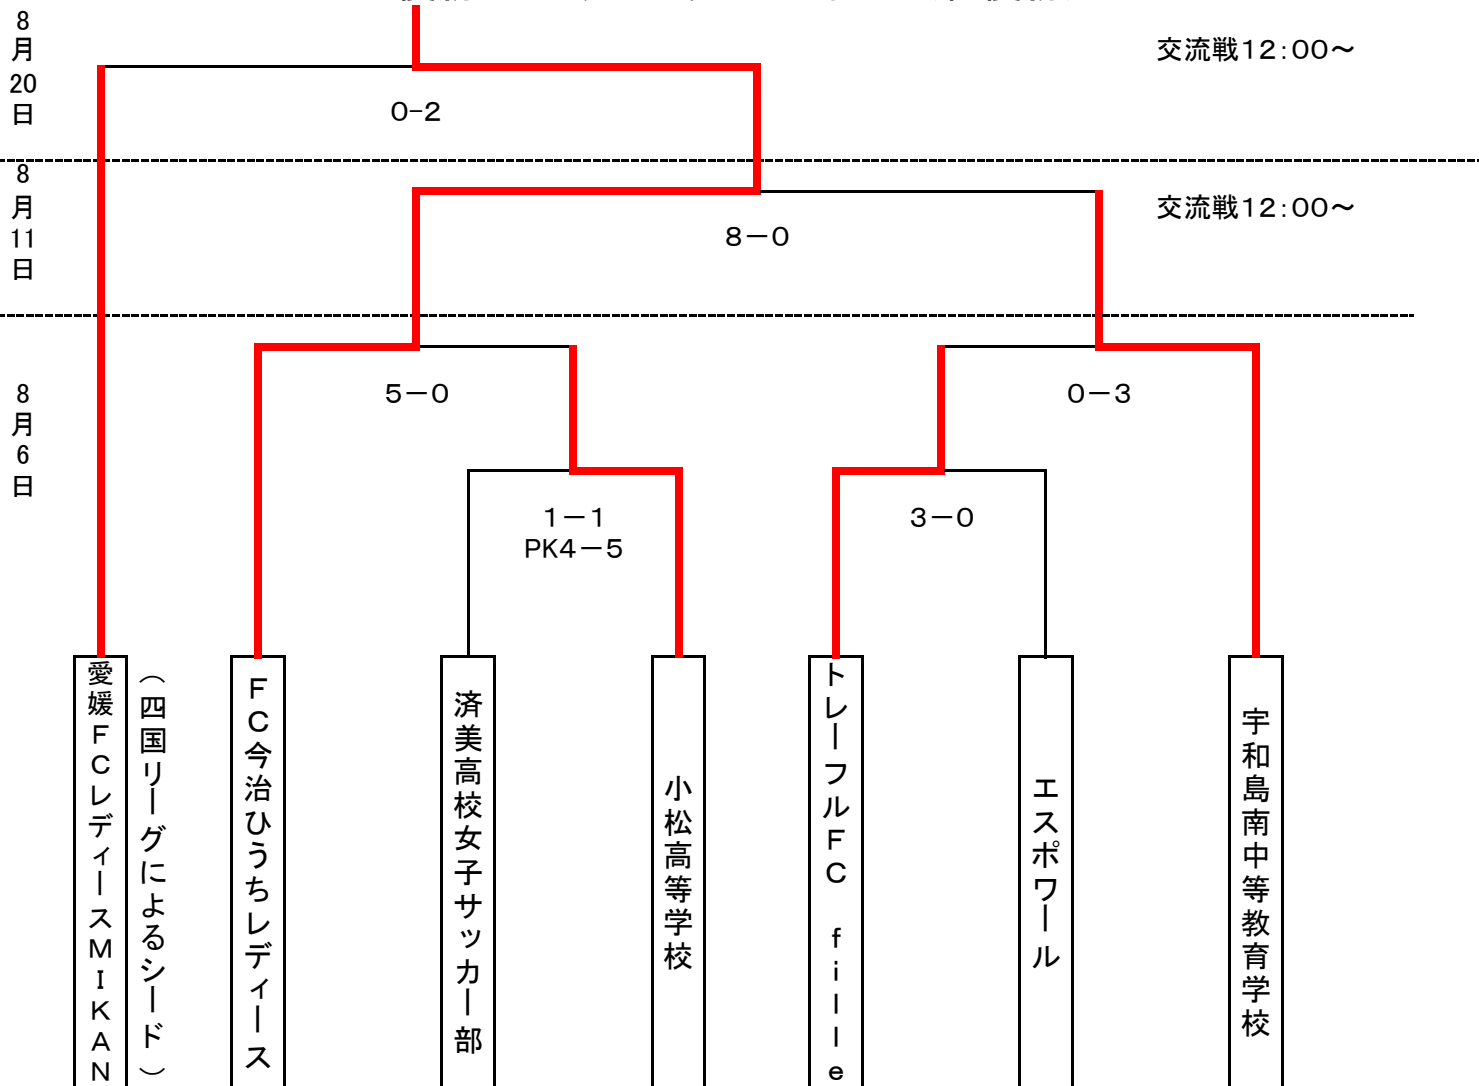 8月20日
交流戦12:00～
0-2
8月11日
交流戦12:00～
8－0
8月6日
5－0
0－3
1－1
PK4－5
3－0
愛媛FCレディースMIKAN
（四国リーグによるシード）
FC今治ひうちレディース
済美高校女子サッカー部
小松高等学校
トレーフルFC fille
エスポワール
宇和島南中等教育学校